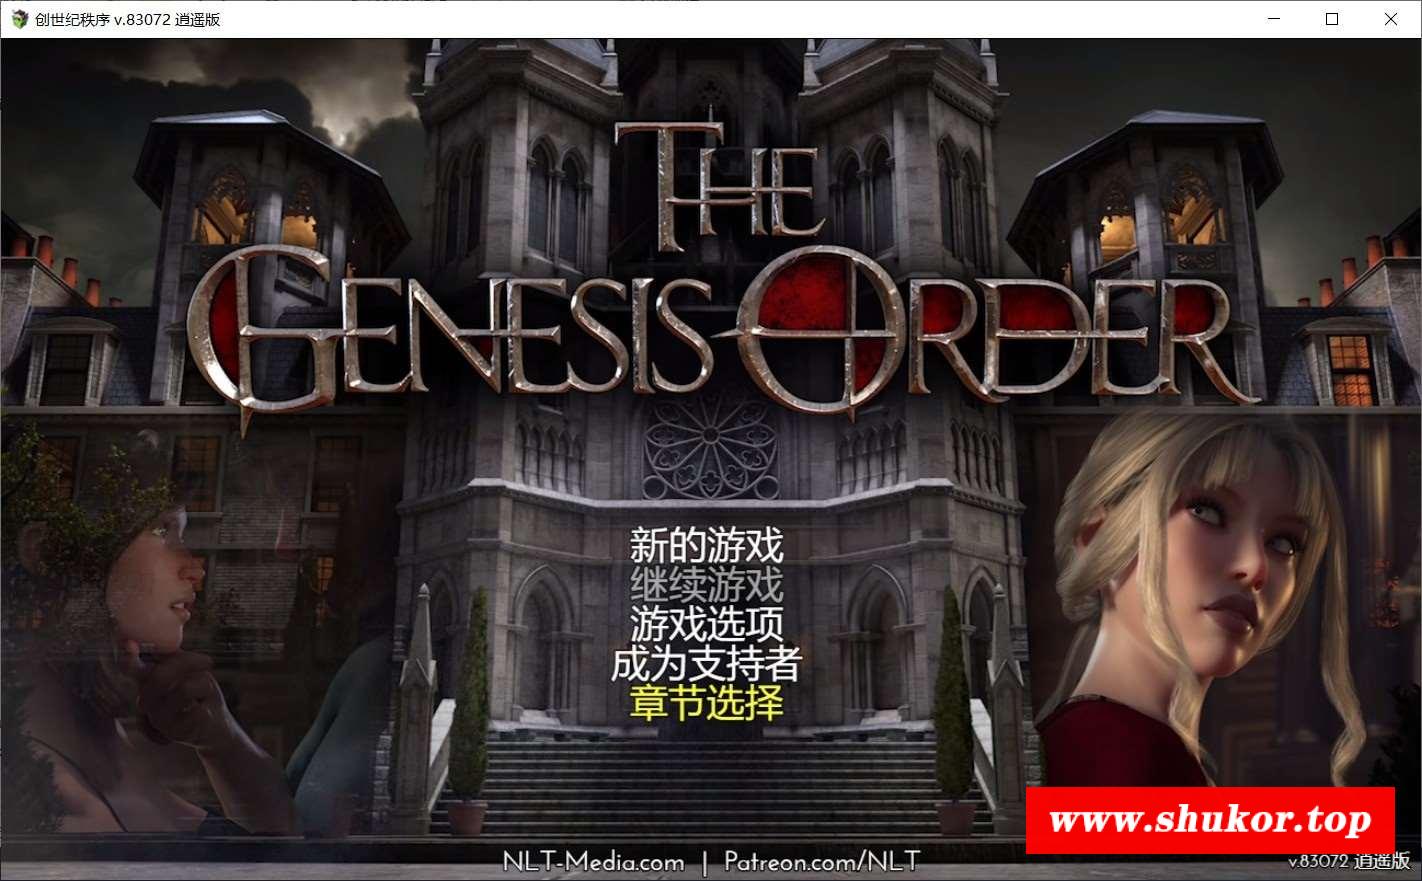 创世纪秩序 v.83072 逍遥版
THE
GENESIS ORDER
新的游戏
继续游戏
游戏选项
成为支持者
章节选择
www.shukor.top
NLT-Media.com | Patreon.com/NLT
v.83072 逍遥版